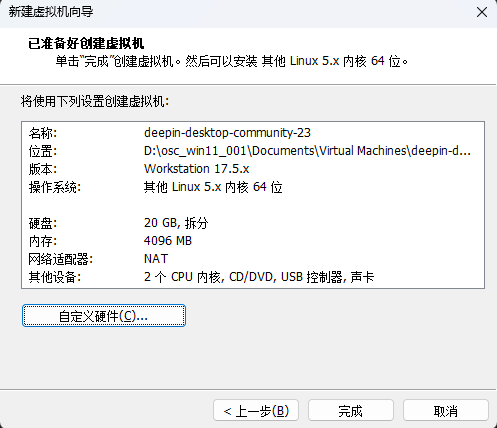 新建虚拟机向导
已准备好创建虚拟机
单击“完成”创建虚拟机。然后可以安装 其他 Linux 5.x 内核 64 位。
将使用下列设置创建虚拟机:
名称: deepin-desktop-community-23
位置: D:\osc_win11_001\Documents\Virtual Machines\deepin-d...
版本: Workstation 17.5.x
操作系统: 其他 Linux 5.x 内核 64 位
硬盘: 20 GB, 拆分
内存: 4096 MB
网络适配器: NAT
其他设备: 2 个 CPU 内核, CD/DVD, USB 控制器, 声卡
自定义硬件(C)...
< 上一步(B) 完成 取消